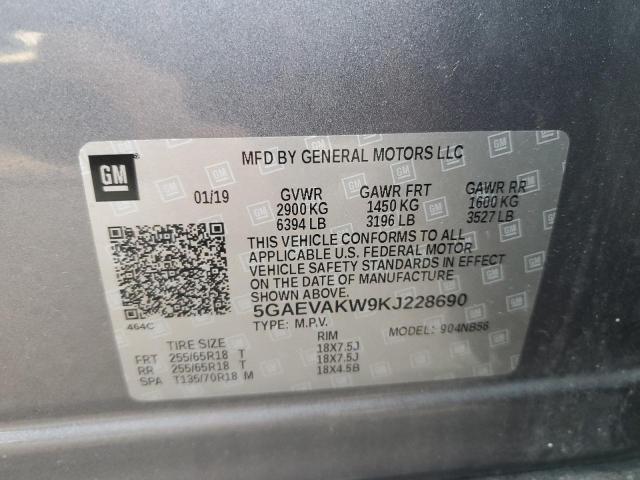 GM
MFD BY GENERAL MOTORS LLC
01/19 GVWR GAWR FRT GAWR RR
2900 KG 1450 KG 1600 KG
6394 LB 3196 LB 3527 LB
THIS VEHICLE CONFORMS TO ALL
APPLICABLE U.S. FEDERAL MOTOR
VEHICLE SAFETY STANDARDS IN EFFECT
ON THE DATE OF MANUFACTURE
SHOWN ABOVE.
5GAEVAKW9KJ228690
464C TYPE: M.P.V. MODEL: 904NB56
TIRE SIZE RIM
FRT 255/65R18 T 18X7.5J
RR 255/65R18 T 18X7.5J
SPA T135/70R18 M 18X4.5B